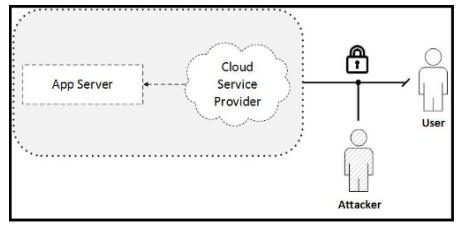 App Server
Cloud
Service
Provider
User
Attacker